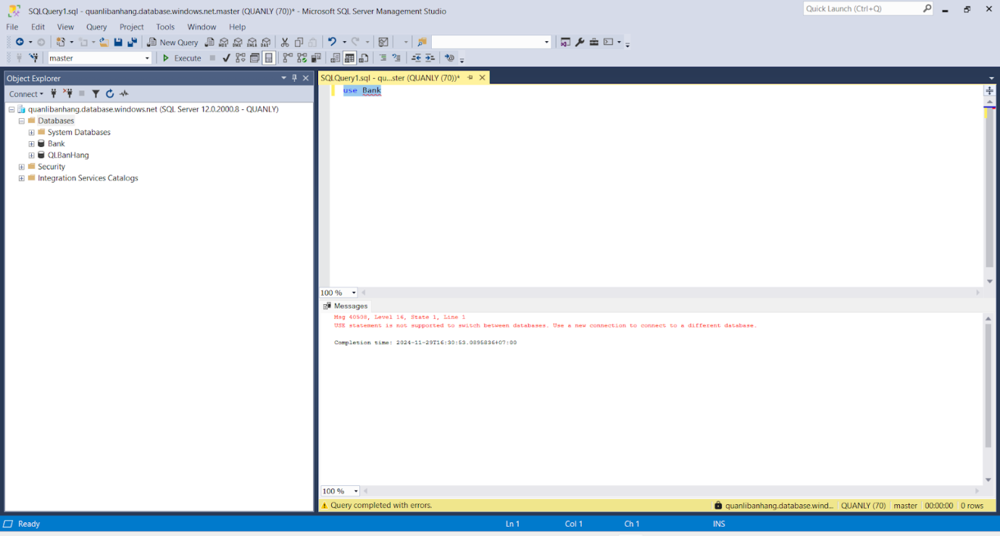 SQLQuery1.sql - quanlibanhang.database.windows.net.master (QUANLY (70))* - Microsoft SQL Server Management Studio
Quick Launch (Ctrl+Q)
File Edit View Query Project Tools Window Help
New Query
master
Execute
Object Explorer
Connect
quanlibanhang.database.windows.net (SQL Server 12.0.2000.8 - QUANLY)
Databases
System Databases
Bank
QLBanHang
Security
Integration Services Catalogs
SQLQuery1.sql - qu...ster (QUANLY (70))*
use Bank
100 %
Messages
Msg 40508, Level 16, State 1, Line 1
USE statement is not supported to switch between databases. Use a new connection to connect to a different database.
Completion time: 2024-11-29T16:30:53.0895836+07:00
100 %
Query completed with errors.
quanlibanhang.database.wind... QUANLY (70) master 00:00:00 0 rows
Ready Ln 1 Col 1 Ch 1 INS